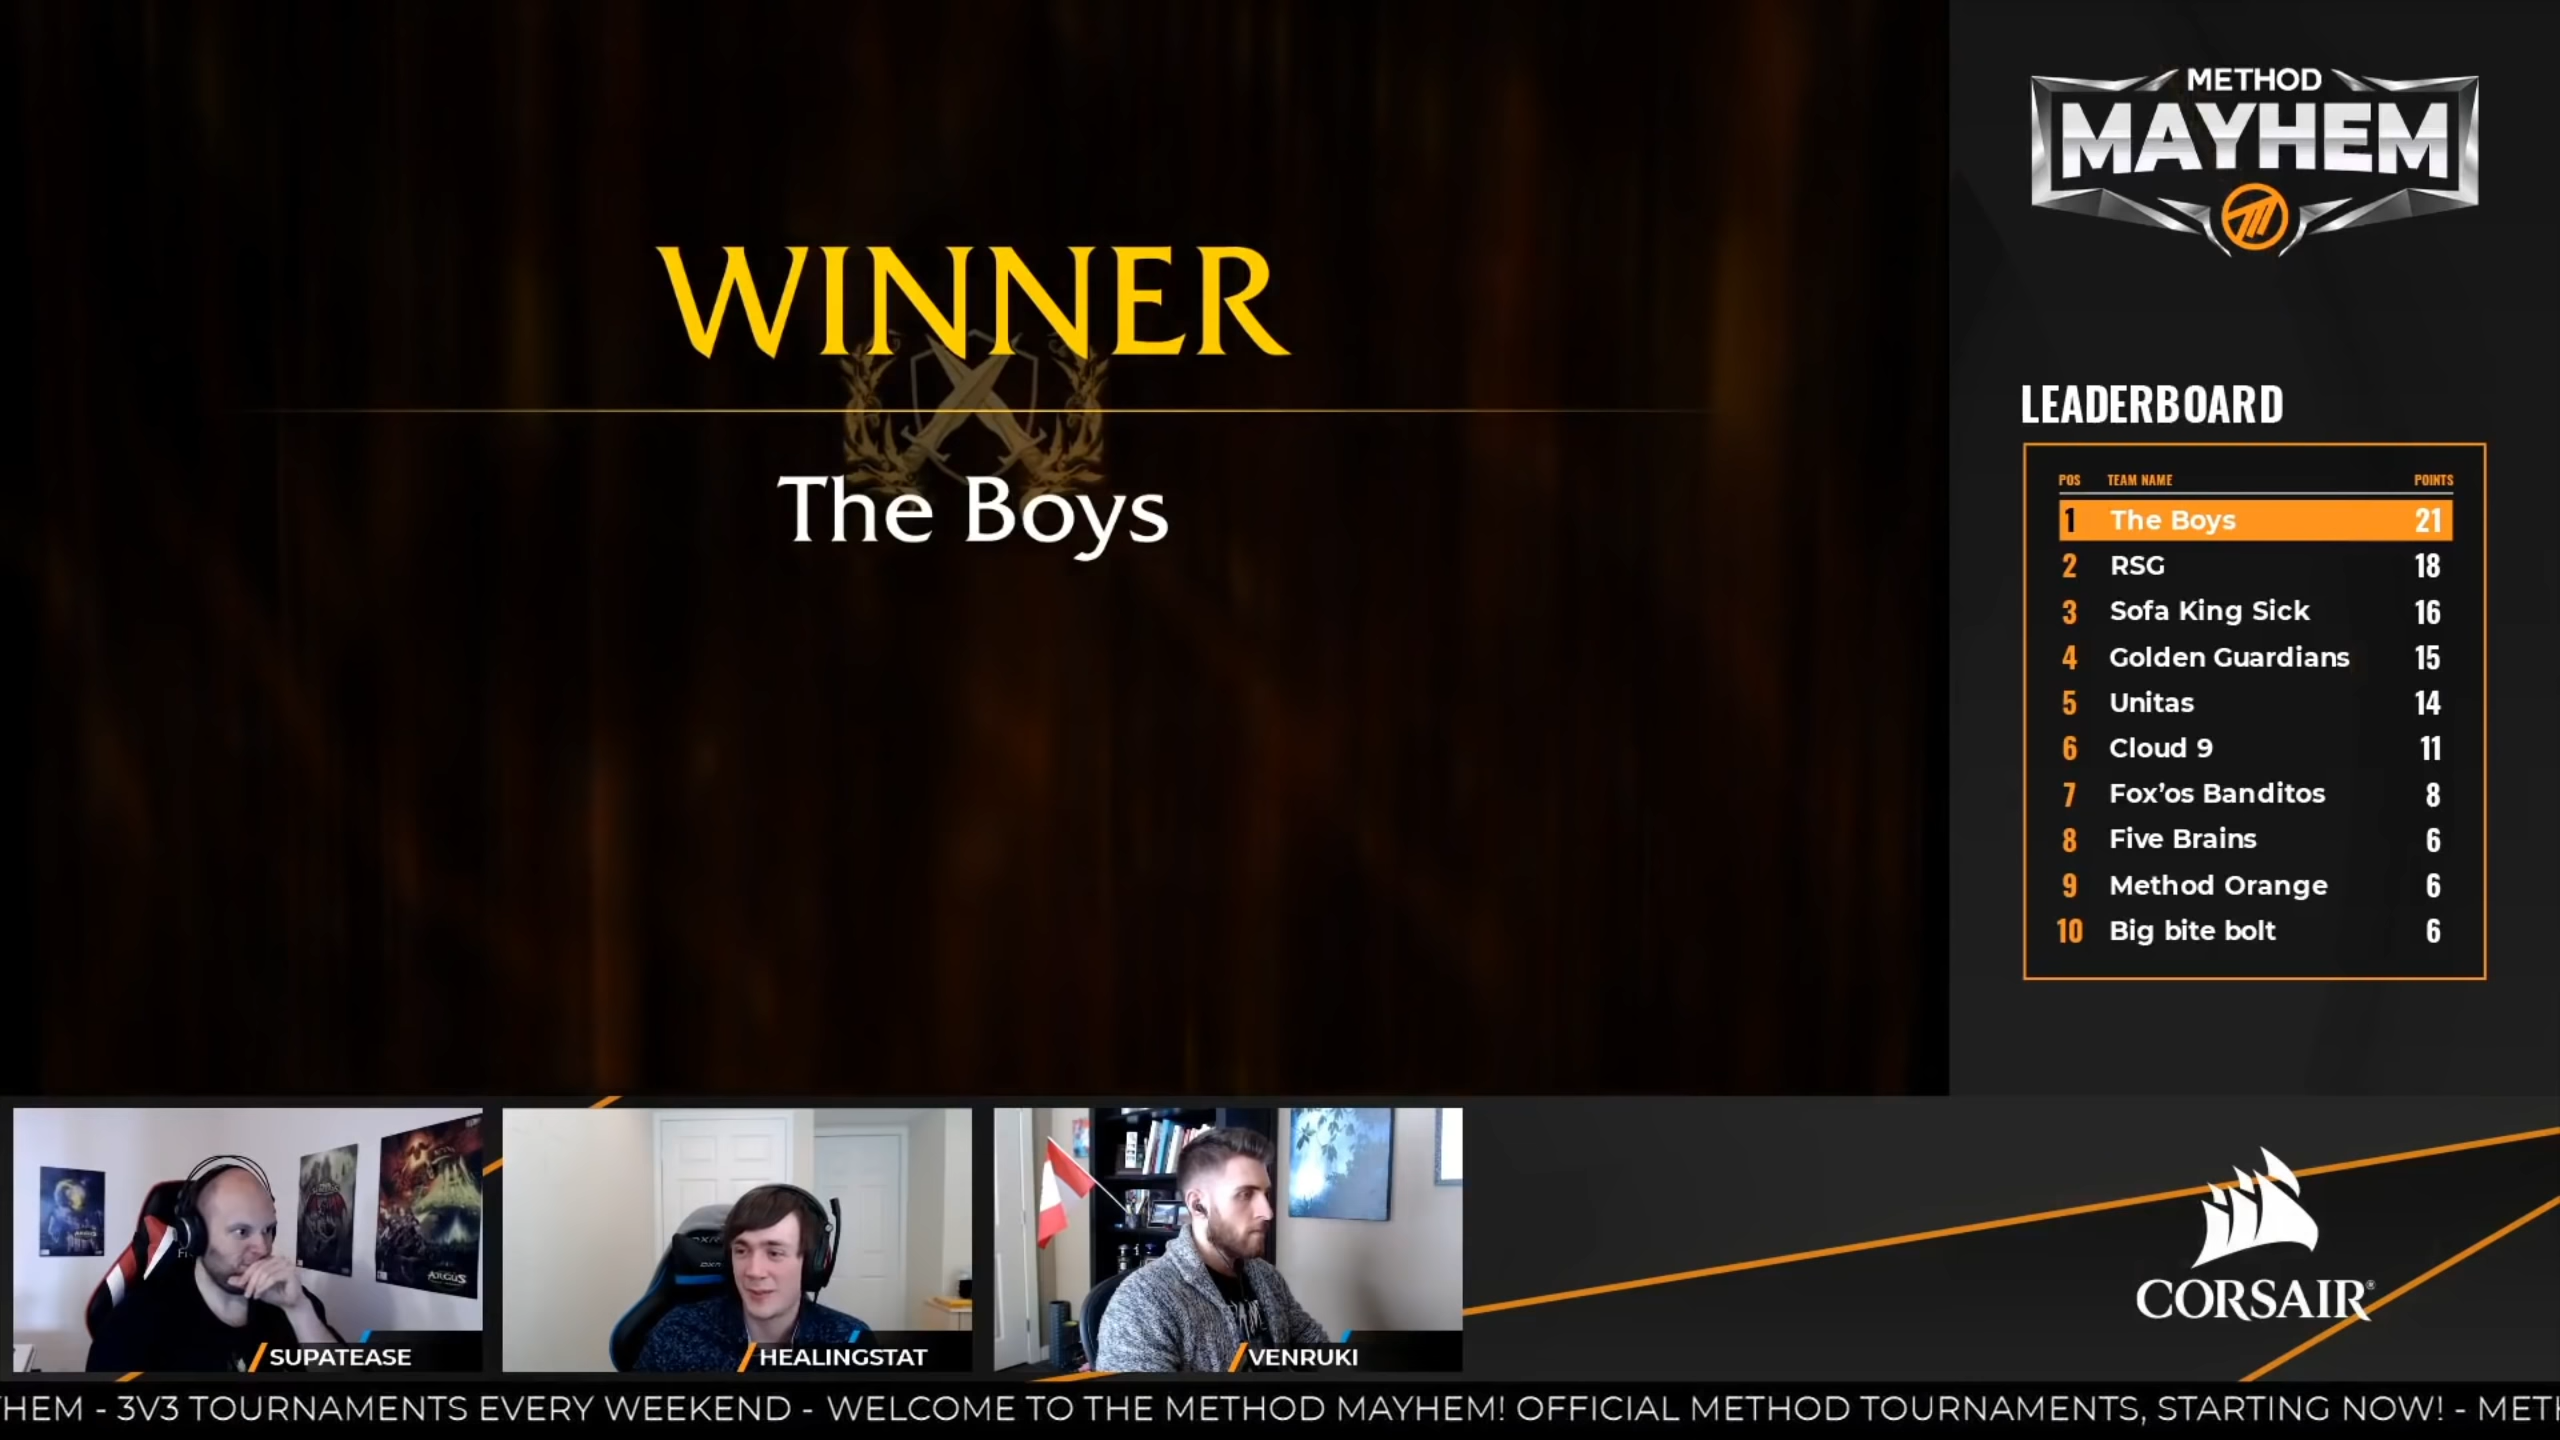 WINNER
The Boys
METHOD
MAYHEM
LEADERBOARD
POS TEAM NAME POINTS
1 The Boys 21
2 RSG 18
3 Sofa King Sick 16
4 Golden Guardians 15
5 Unitas 14
6 Cloud 9 11
7 Fox’os Banditos 8
8 Five Brains 6
9 Method Orange 6
10 Big bite bolt 6
ARGUS
SUPATEASE
HEALINGSTAT
VENRUKI
CORSAIR®
HEM - 3V3 TOURNAMENTS EVERY WEEKEND - WELCOME TO THE METHOD MAYHEM! OFFICIAL METHOD TOURNAMENTS, STARTING NOW! - MET